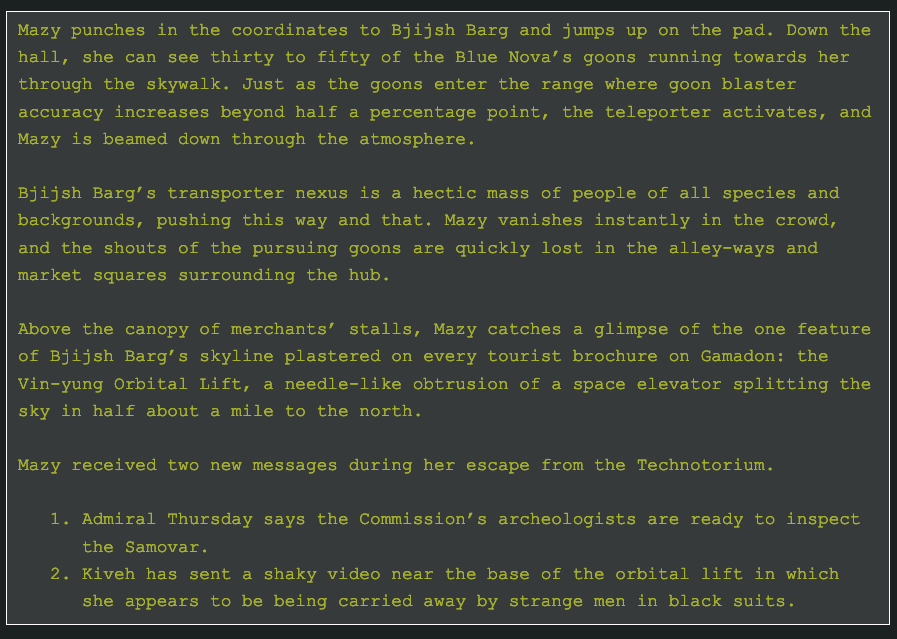 Mazy punches in the coordinates to Bjijsh Barg and jumps up on the pad. Down the
hall, she can see thirty to fifty of the Blue Nova’s goons running towards her
through the skywalk. Just as the goons enter the range where goon blaster
accuracy increases beyond half a percentage point, the teleporter activates, and
Mazy is beamed down through the atmosphere.
Bjijsh Barg’s transporter nexus is a hectic mass of people of all species and
backgrounds, pushing this way and that. Mazy vanishes instantly in the crowd,
and the shouts of the pursuing goons are quickly lost in the alley-ways and
market squares surrounding the hub.
Above the canopy of merchants’ stalls, Mazy catches a glimpse of the one feature
of Bjijsh Barg’s skyline plastered on every tourist brochure on Gamadon: the
Vin-yung Orbital Lift, a needle-like obtrusion of a space elevator splitting the
sky in half about a mile to the north.
Mazy received two new messages during her escape from the Technotorium.
1. Admiral Thursday says the Commission’s archeologists are ready to inspect
the Samovar.
2. Kiveh has sent a shaky video near the base of the orbital lift in which
she appears to be being carried away by strange men in black suits.